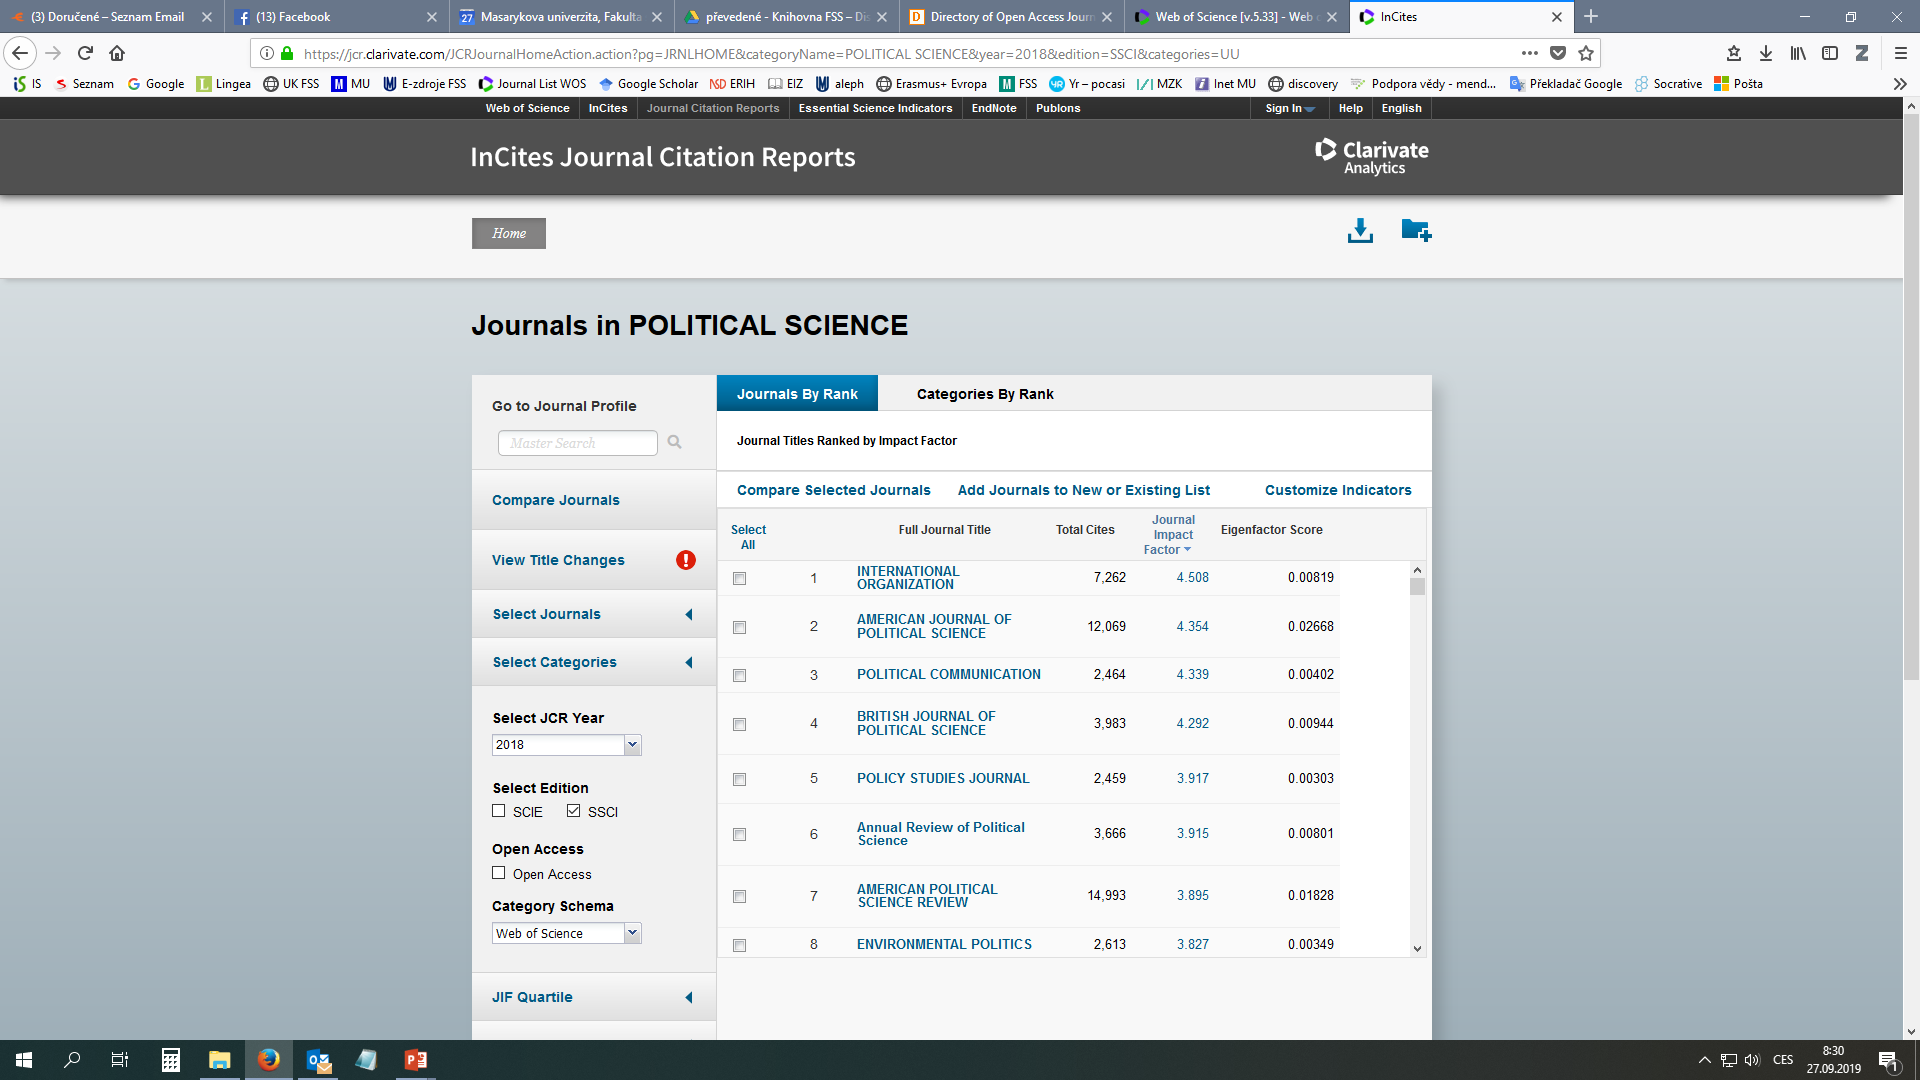 (3) Doručené – Seznam Email
(13) Facebook
27 Masarykova univerzita, Fakulta
převedené - Knihovna FSS – Dis
Directory of Open Access Journ
Web of Science [v.5.33] - Web o
InCites
https://jcr.clarivate.com/JCRJournalHomeAction.action?pg=JRNLHOME&categoryName=POLITICAL SCIENCE&year=2018&edition=SSCI&categories=UU
IS Seznam Google Lingea UK FSS MU E-zdroje FSS Journal List WOS Google Scholar ERIH EIZ aleph Erasmus+ Evropa FSS Yr – pocasi MZK Inet MU discovery Podpora vědy - mend... Překladač Google Socrative Pošta
Web of Science InCites Journal Citation Reports Essential Science Indicators EndNote Publons Sign In Help English
InCites Journal Citation Reports
Clarivate
Analytics
Home
Journals in POLITICAL SCIENCE
Go to Journal Profile
Master Search
Compare Journals
View Title Changes
Select Journals
Select Categories
Select JCR Year
2018
Select Edition
SCIE SSCI
Open Access
Open Access
Category Schema
Web of Science
JIF Quartile
Journals By Rank Categories By Rank
Journal Titles Ranked by Impact Factor
Compare Selected Journals Add Journals to New or Existing List Customize Indicators
Select All Full Journal Title Total Cites Journal Impact Factor Eigenfactor Score
1 INTERNATIONAL ORGANIZATION 7,262 4.508 0.00819
2 AMERICAN JOURNAL OF POLITICAL SCIENCE 12,069 4.354 0.02668
3 POLITICAL COMMUNICATION 2,464 4.339 0.00402
4 BRITISH JOURNAL OF POLITICAL SCIENCE 3,983 4.292 0.00944
5 POLICY STUDIES JOURNAL 2,459 3.917 0.00303
6 Annual Review of Political Science 3,666 3.915 0.00801
7 AMERICAN POLITICAL SCIENCE REVIEW 14,993 3.895 0.01828
8 ENVIRONMENTAL POLITICS 2,613 3.827 0.00349
CES
8:30
27.09.2019
1